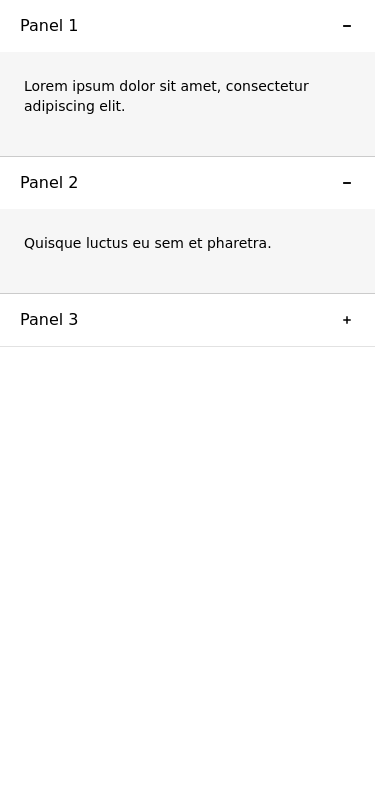 Panel 1 −
Lorem ipsum dolor sit amet, consectetur
adipiscing elit.
Panel 2 −
Quisque luctus eu sem et pharetra.
Panel 3 +